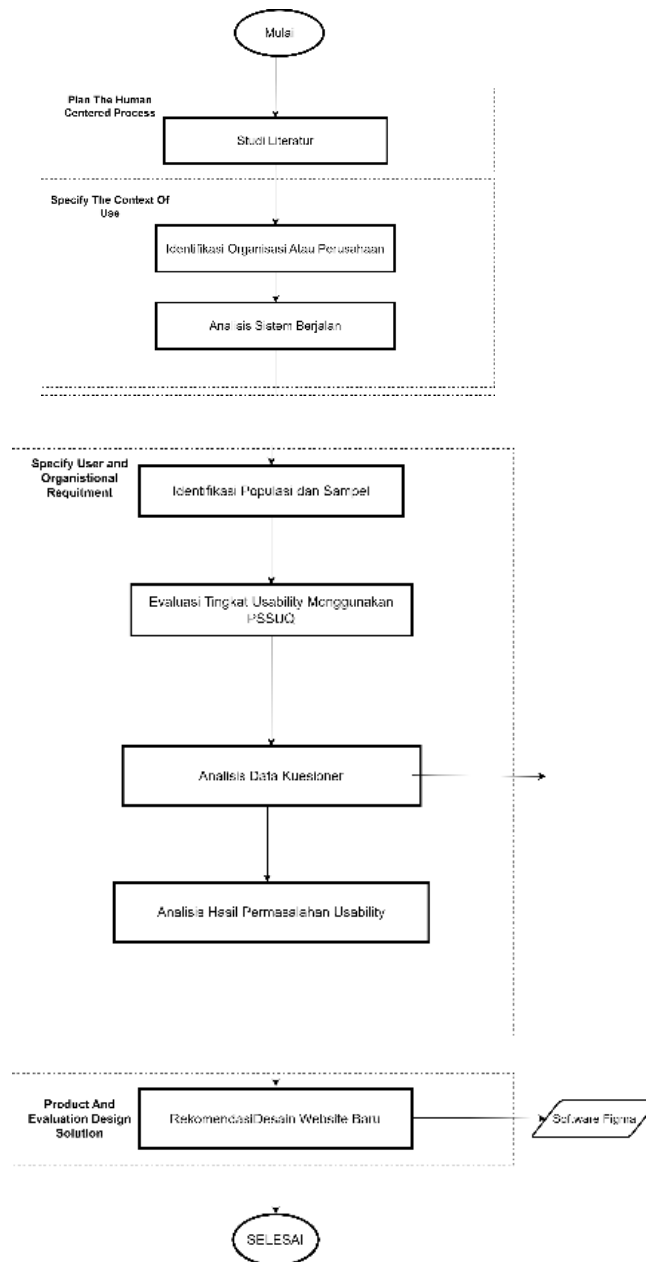 Mulai
Plan The Human
Centered Process
Studi Literatur
Specify The Context Of
Use
Identifikasi Organisasi Atau Perusahaan
Analisis Sistem Berjalan
Specify User and
Organistional
Requitment
Identifikasi Populasi dan Sampel
Evaluasi Tingkat Usability Menggunakan
PSSUQ
Analisis Data Kuesioner
Analisis Hasil Permasalahan Usability
Product And
Evaluation Design
Solution
RekomendasiDesain Website Baru
Software Figma
SELESAI